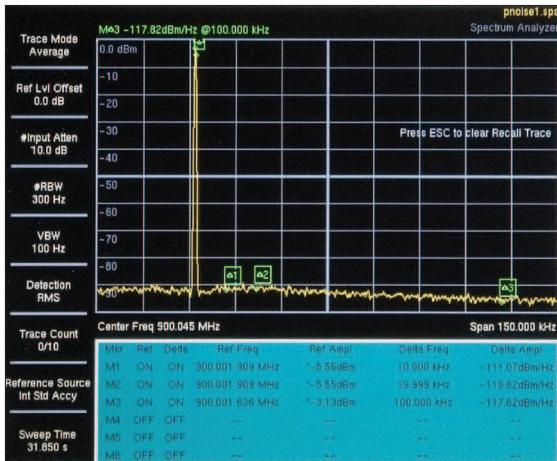 pnoise1.spa
M▵3 -117.82dBm/Hz @100.000 kHz
Spectrum Analyzer
Trace Mode
Average
Ref Lvl Offset
0.0 dB
#Input Atten
10.0 dB
#RBW
300 Hz
VBW
100 Hz
Detection
RMS
Trace Count
0/10
Reference Source
Int Std Accy
Sweep Time
31.850 s
0.0 dBm
-10
-20
-30
Press ESC to clear Recall Trace
-40
-50
-60
-70
-80
▵1 ▵2 ▵3
-90
Center Freq 900.045 MHz Span 150.000 kHz
Mkr Ref Delta Ref Freq Ref Ampl Delta Freq Delta Ampl
M1 ON ON 900.001 909 MHz *-5.56dBm 10.000 kHz -111.07dBm/Hz
M2 ON ON 900.001 909 MHz *-5.55dBm 19.999 kHz -110.62dBm/Hz
M3 ON ON 900.001 636 MHz *-3.13dBm 100.000 kHz -117.82dBm/Hz
M4 OFF OFF -- -- -- --
M5 OFF OFF -- -- -- --
M6 OFF OFF -- -- -- --